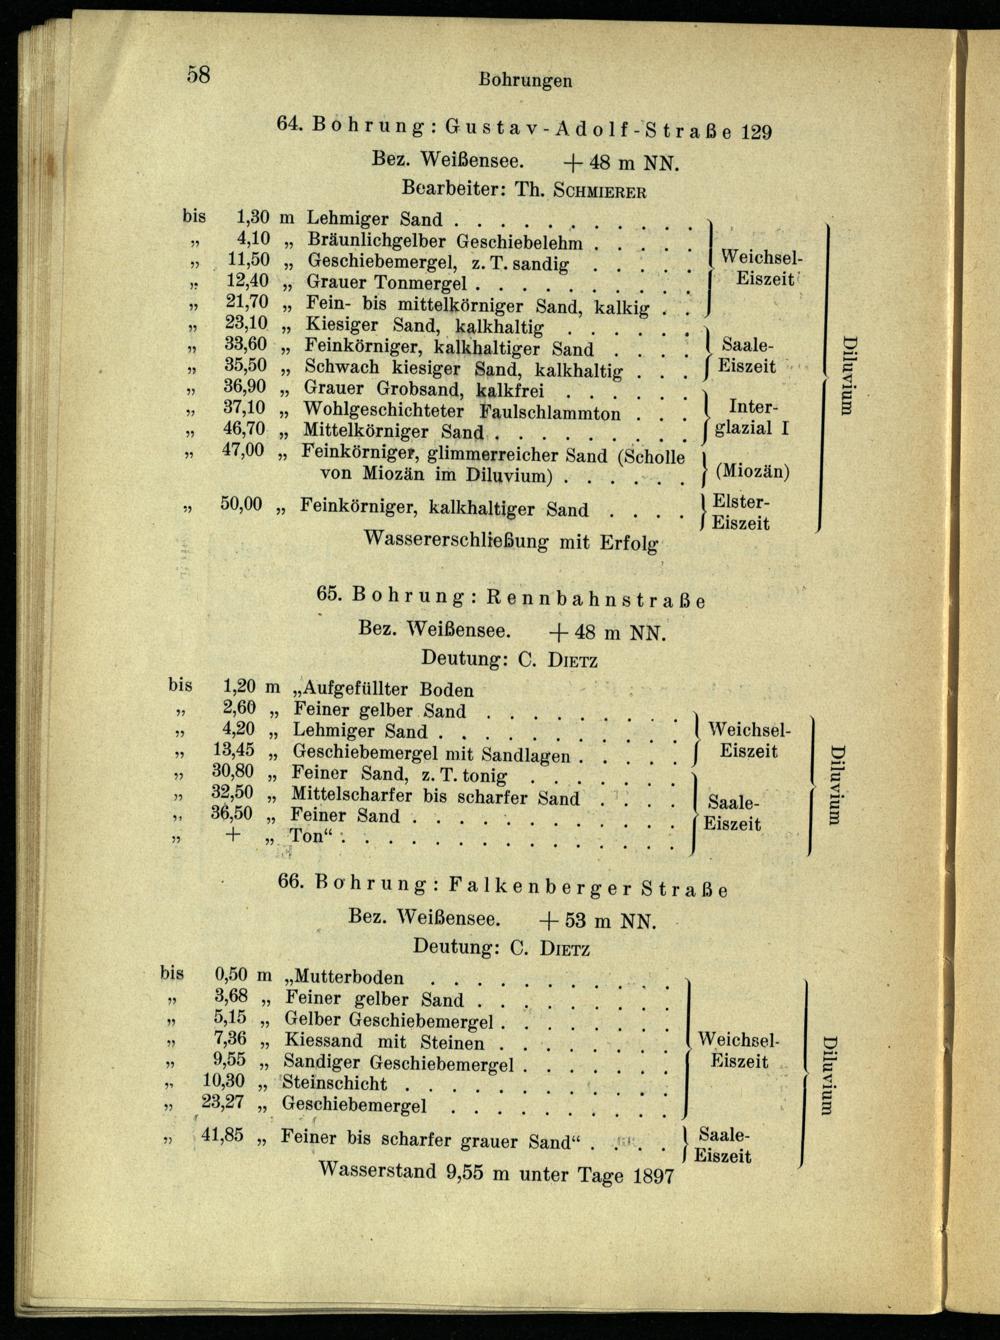 58
Bohrungen
64. Bohrung: Gustav-Adolf-Straße 129
Bez. Weißensee. + 48 m NN.
Bearbeiter: Th. SCHMIERER
bis 1,30 m Lehmiger Sand . . . . . . . . . . .
„ 4,10 „ Bräunlichgelber Geschiebelehm . . . . .
„ 11,50 „ Geschiebemergel, z. T. sandig . . . . . Weichsel-
„ 12,40 „ Grauer Tonmergel . . . . . . . . . . Eiszeit
„ 21,70 „ Fein- bis mittelkörniger Sand, kalkig . .
„ 23,10 „ Kiesiger Sand, kalkhaltig . . . . . .
„ 33,60 „ Feinkörniger, kalkhaltiger Sand . . . . Saale-
„ 35,50 „ Schwach kiesiger Sand, kalkhaltig . . . Eiszeit
„ 36,90 „ Grauer Grobsand, kalkfrei . . . . . .
„ 37,10 „ Wohlgeschichteter Faulschlammton . . . Inter-
„ 46,70 „ Mittelkörniger Sand . . . . . . . . . glazial I
„ 47,00 „ Feinkörniger, glimmerreicher Sand (Scholle
von Miozän im Diluvium) . . . . . . (Miozän)
„ 50,00 „ Feinkörniger, kalkhaltiger Sand . . . . Elster-
Eiszeit
Diluvium
Wassererschließung mit Erfolg
65. Bohrung: Rennbahnstraße
Bez. Weißensee. + 48 m NN.
Deutung: C. DIETZ
bis 1,20 m „Aufgefüllter Boden
„ 2,60 „ Feiner gelber Sand . . . . . . . . .
„ 4,20 „ Lehmiger Sand . . . . . . . . . . . Weichsel-
„ 13,45 „ Geschiebemergel mit Sandlagen . . . . . Eiszeit
„ 30,80 „ Feiner Sand, z. T. tonig . . . . . . .
„ 32,50 „ Mittelscharfer bis scharfer Sand . . . . Saale-
„ 36,50 „ Feiner Sand . . . . . . . . . . . . Eiszeit
„ + „ Ton“ . . . . . . . . . . . . . . .
Diluvium
66. Bohrung: Falkenberger Straße
Bez. Weißensee. + 53 m NN.
Deutung: C. DIETZ
bis 0,50 m „Mutterboden . . . . . . . . . . .
„ 3,68 „ Feiner gelber Sand . . . . . . . . .
„ 5,15 „ Gelber Geschiebemergel . . . . . . . .
„ 7,36 „ Kiessand mit Steinen . . . . . . . . Weichsel-
„ 9,55 „ Sandiger Geschiebemergel . . . . . . . Eiszeit
„ 10,30 „ Steinschicht . . . . . . . . . . . .
„ 23,27 „ Geschiebemergel . . . . . . . . . .
„ 41,85 „ Feiner bis scharfer grauer Sand“ . . . . Saale-
Eiszeit
Diluvium
Wasserstand 9,55 m unter Tage 1897